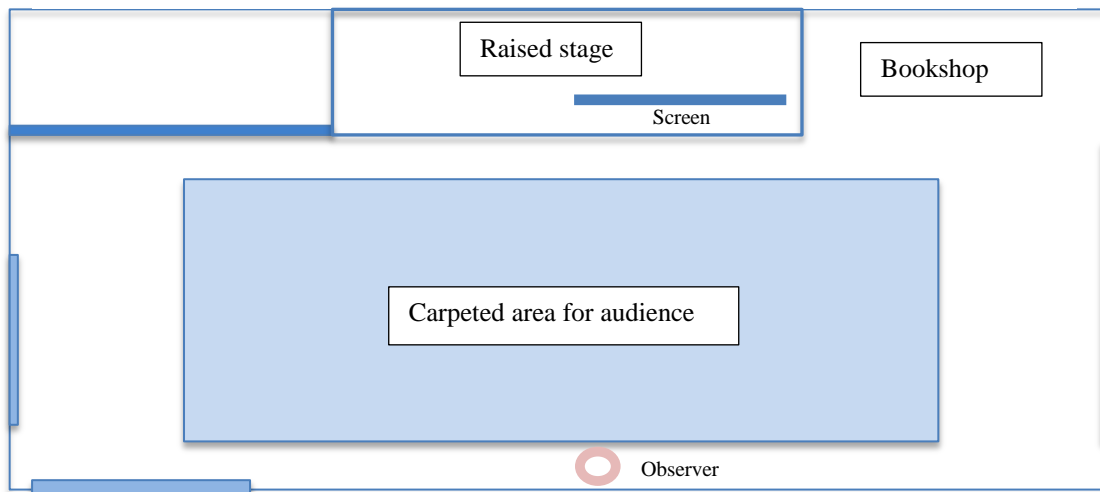 Raised stage
Bookshop
Screen
Carpeted area for audience
Observer